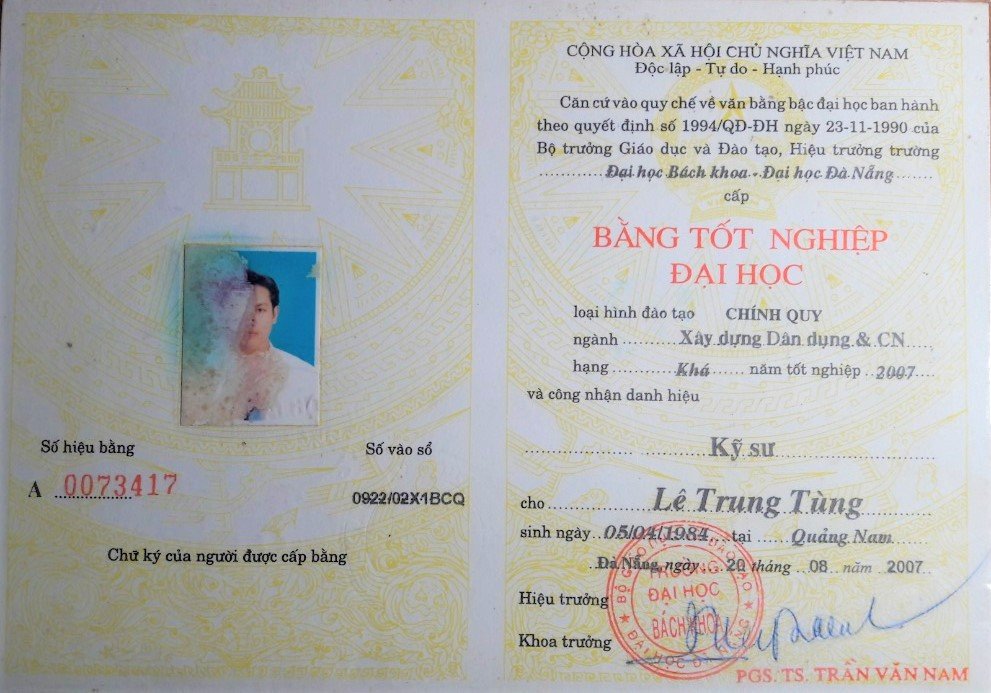 Số hiệu bằng
Số vào sổ
A 0073417
0922/02X1BCQ
Chữ ký của người được cấp bằng
CỘNG HÒA XÃ HỘI CHỦ NGHĨA VIỆT NAM
Độc lập - Tự do - Hạnh phúc
Căn cứ vào quy chế về văn bằng bậc đại học ban hành
theo quyết định số 1994/QĐ-ĐH ngày 23-11-1990 của
Bộ trưởng Giáo dục và Đào tạo, Hiệu trưởng trường
Đại học Bách khoa - Đại học Đà Nẵng
cấp
BẰNG TỐT NGHIỆP
ĐẠI HỌC
loại hình đào tạo CHÍNH QUY
ngành Xây dựng Dân dụng & CN
hạng Khá năm tốt nghiệp 2007
và công nhận danh hiệu
Kỹ sư
cho Lê Trung Tùng
sinh ngày 05/04/1984 tại Quảng Nam
Đà Nẵng, ngày 20 tháng 08 năm 2007
Hiệu trưởng
Khoa trưởng
TRƯỜNG
ĐẠI HỌC
BÁCH KHOA
PGS. TS. TRẦN VĂN NAM